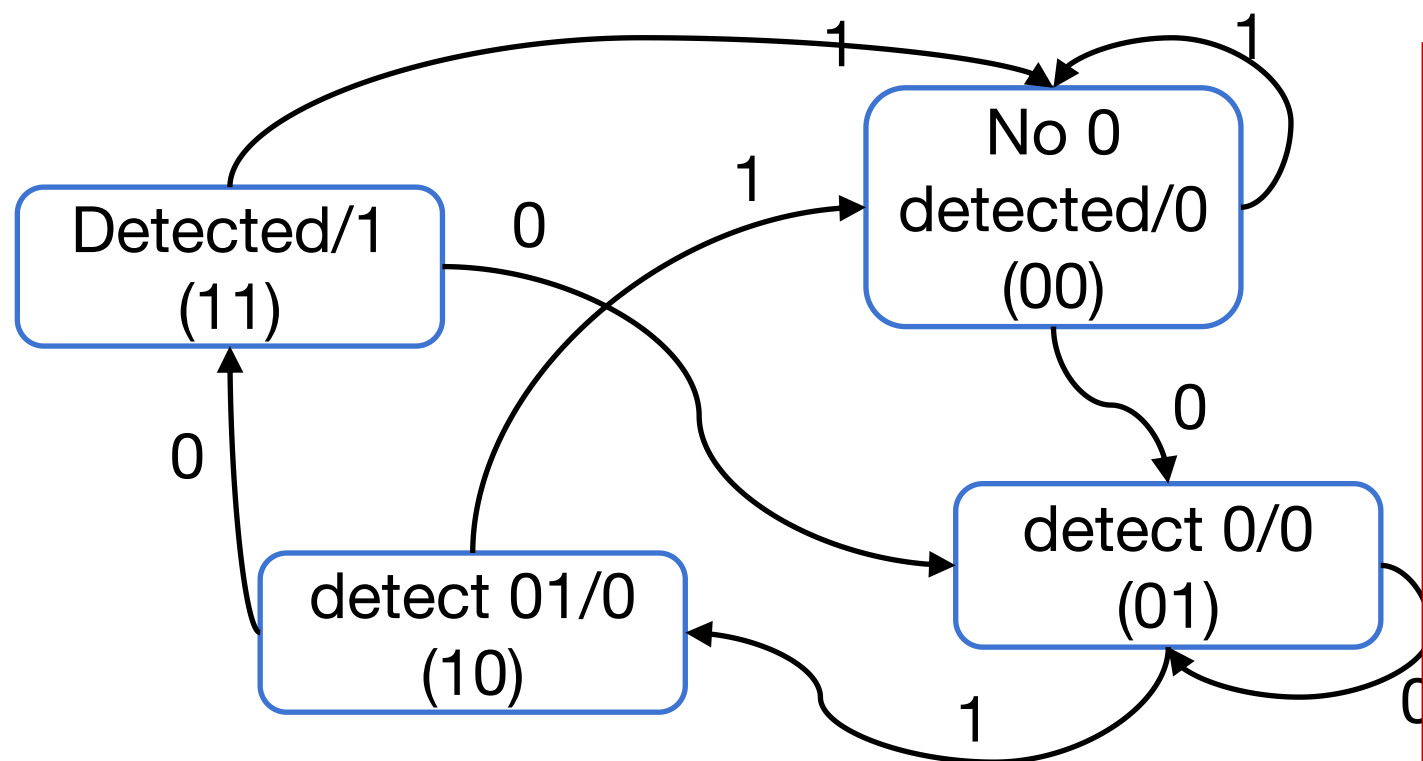 1
1
No 0
detected/0
(00)
1
0
Detected/1
(11)
0
0
detect 0/0
(01)
detect 01/0
(10)
1
0